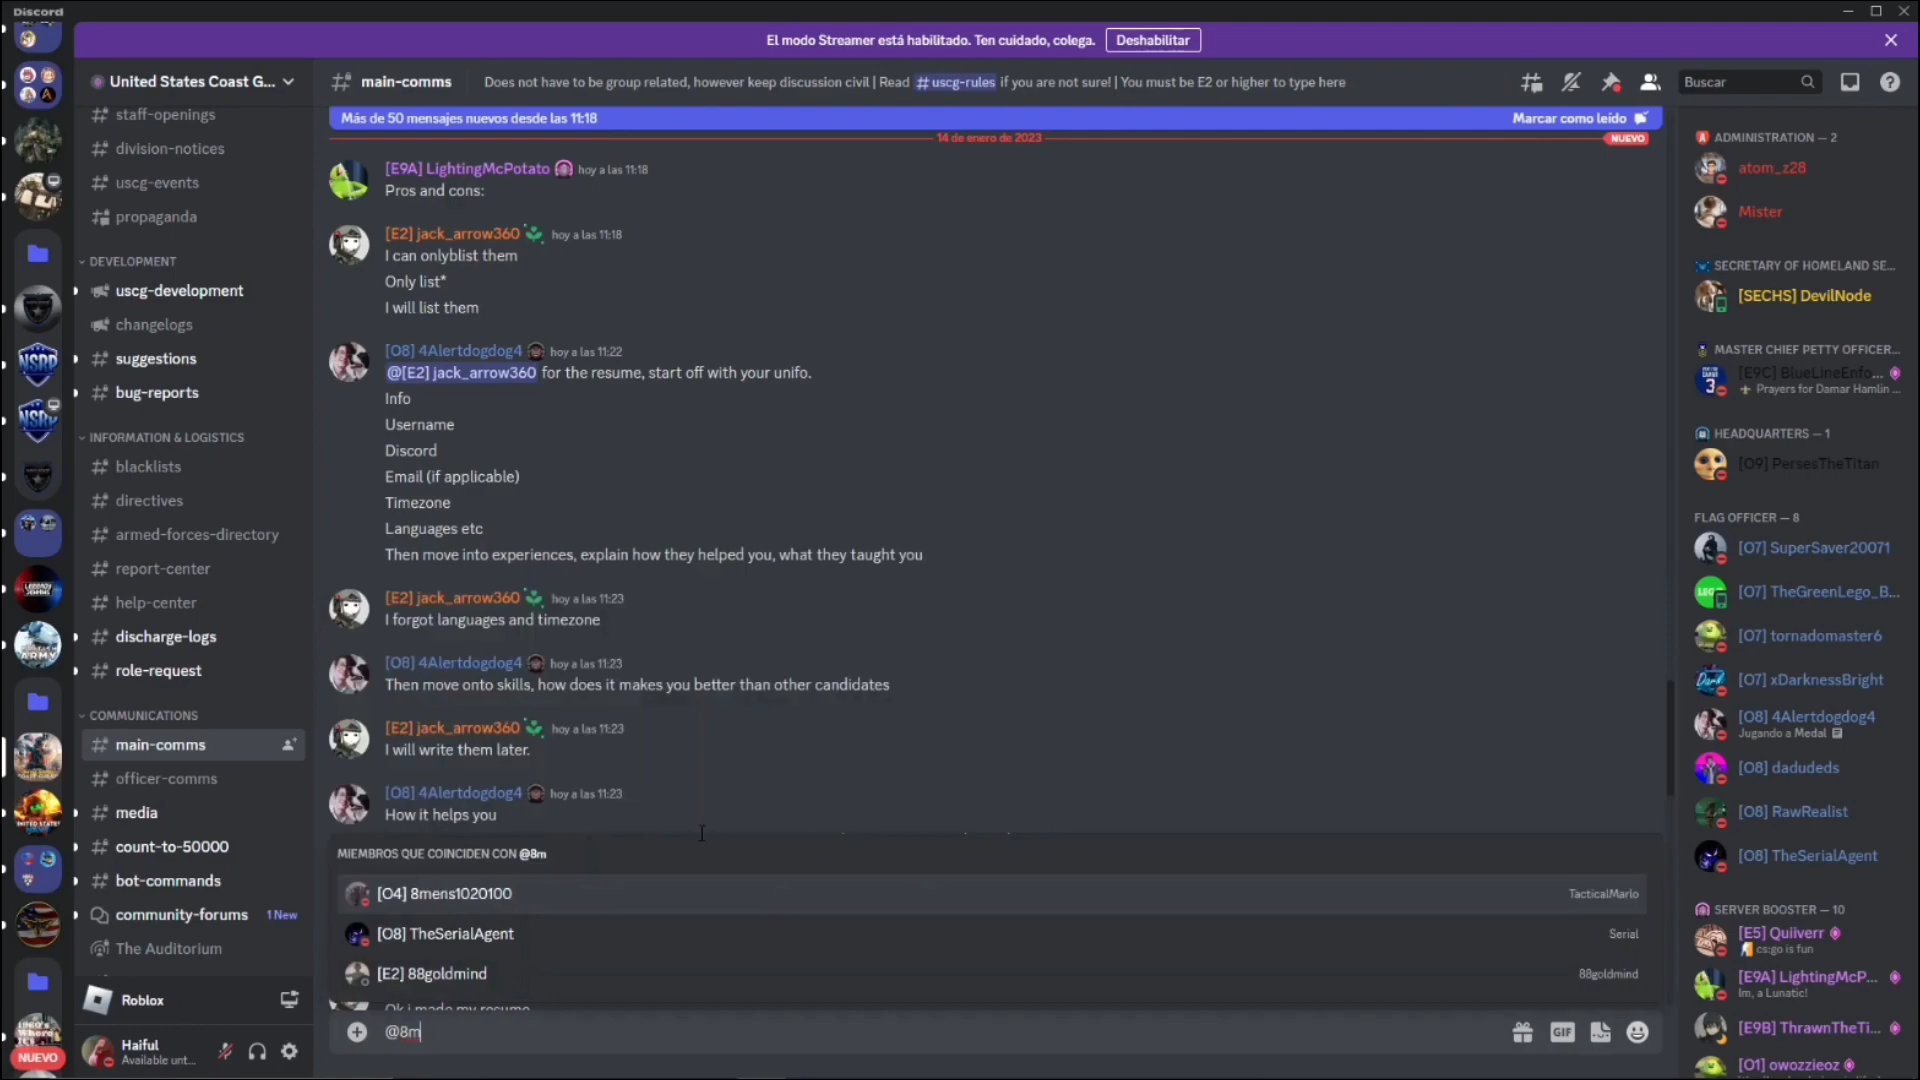 Discord
El modo Streamer está habilitado. Ten cuidado, colega.
Deshabilitar
United States Coast G...
main-comms
Does not have to be group related, however keep discussion civil | Read # uscg-rules if you are not sure! | You must be E2 or higher to type here
Buscar
staff-openings
division-notices
uscg-events
propaganda
DEVELOPMENT
uscg-development
changelogs
suggestions
bug-reports
INFORMATION & LOGISTICS
blacklists
directives
armed-forces-directory
report-center
help-center
discharge-logs
role-request
COMMUNICATIONS
main-comms
officer-comms
media
count-to-50000
bot-commands
community-forums 1 New
The Auditorium
Roblox
Haiful
Available unt...
NUEVO
Más de 50 mensajes nuevos desde las 11:18
Marcar como leído
14 de enero de 2023
NUEVO
[E9A] LightingMcPotato hoy a las 11:18
Pros and cons:
[E2] jack_arrow360 hoy a las 11:18
I can onlyblist them
Only list*
I will list them
[O8] 4Alertdogdog4 hoy a las 11:22
@[E2] jack_arrow360 for the resume, start off with your unifo.
Info
Username
Discord
Email (if applicable)
Timezone
Languages etc
Then move into experiences, explain how they helped you, what they taught you
[E2] jack_arrow360 hoy a las 11:23
I forgot languages and timezone
[O8] 4Alertdogdog4 hoy a las 11:23
Then move onto skills, how does it makes you better than other candidates
[E2] jack_arrow360 hoy a las 11:23
I will write them later.
[O8] 4Alertdogdog4 hoy a las 11:23
How it helps you
MIEMBROS QUE COINCIDEN CON @8m
[O4] 8mens1020100 TacticalMarlo
[O8] TheSerialAgent Serial
[E2] 88goldmind 88goldmind
Ok i made my resume
@8m
GIF
ADMINISTRATION — 2
atom_z28
Mister
SECRETARY OF HOMELAND SE...
[SECHS] DevilNode
MASTER CHIEF PETTY OFFICER...
[E9C] BlueLineEnfo...
Prayers for Damar Hamlin ...
HEADQUARTERS — 1
[O9] PersesTheTitan
FLAG OFFICER — 8
[O7] SuperSaver20071
[O7] TheGreenLego_B...
[O7] tornadomaster6
[O7] xDarknessBright
[O8] 4Alertdogdog4
Jugando a Medal
[O8] dadudeds
[O8] RawRealist
[O8] TheSerialAgent
SERVER BOOSTER — 10
[E5] Quiiverr
cs:go is fun
[E9A] LightingMcP...
Im, a Lunatic!
[E9B] ThrawnTheTi...
[O1] owozzieoz